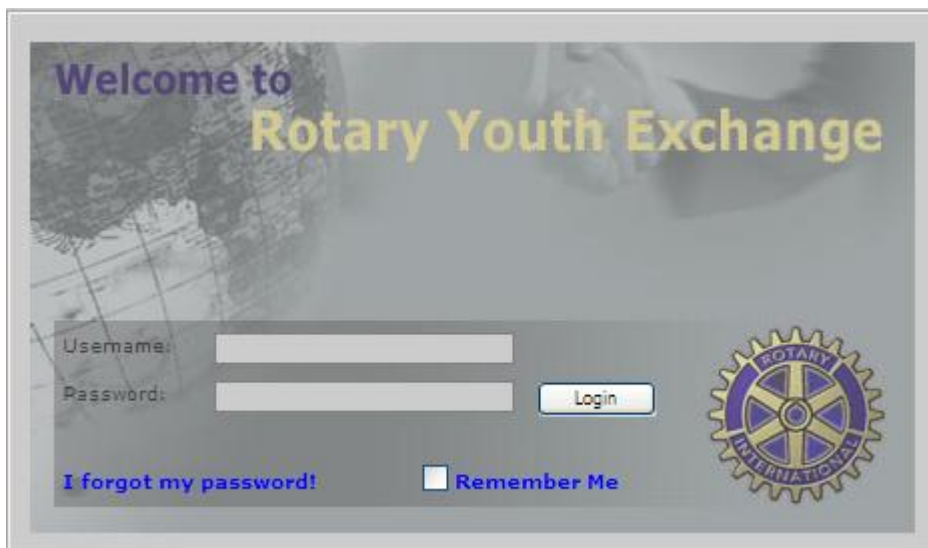 Welcome to
Rotary Youth Exchange
Username:
Password:
Login
ROTARY
INTERNATIONAL
I forgot my password!
Remember Me